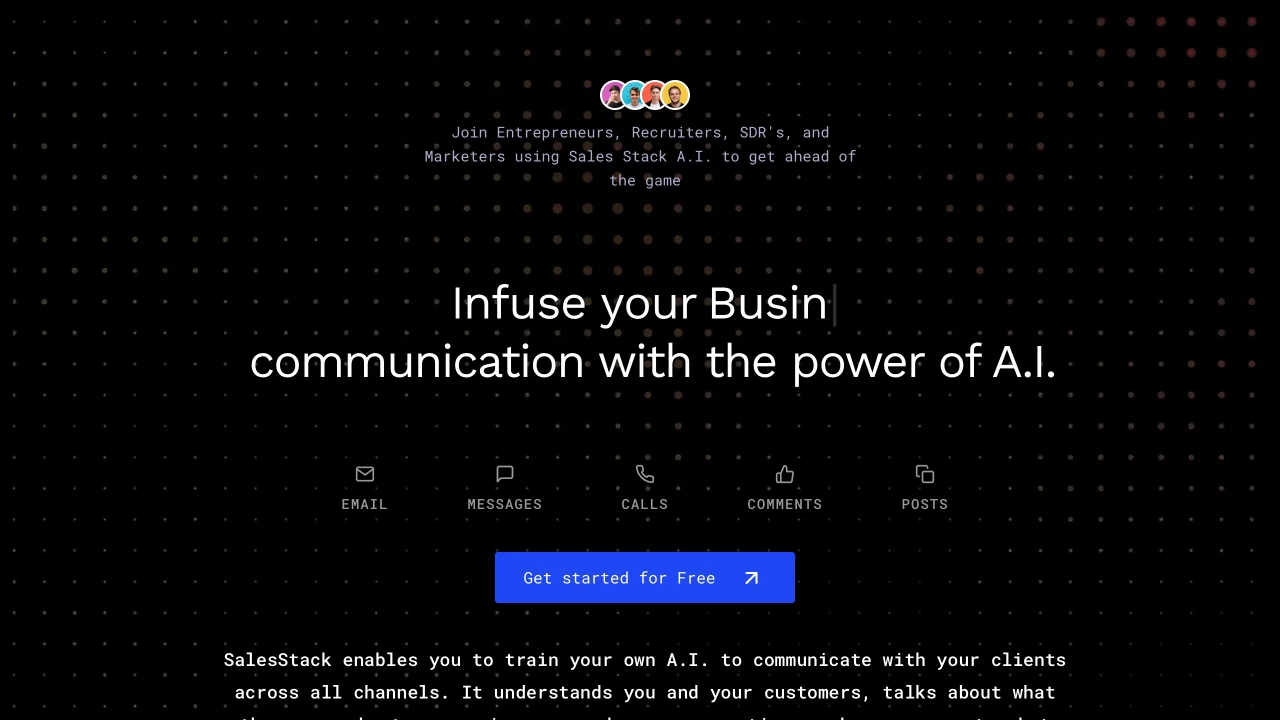 Join Entrepreneurs, Recruiters, SDR's, and
Marketers using Sales Stack A.I. to get ahead of
the game
Infuse your Busin
communication with the power of A.I.
EMAIL
MESSAGES
CALLS
COMMENTS
POSTS
Get started for Free
SalesStack enables you to train your own A.I. to communicate with your clients
across all channels. It understands you and your customers, talks about what